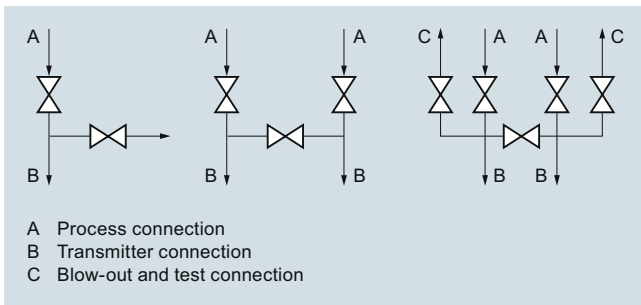 A A A C A A C
B B B B B
A Process connection
B Transmitter connection
C Blow-out and test connection